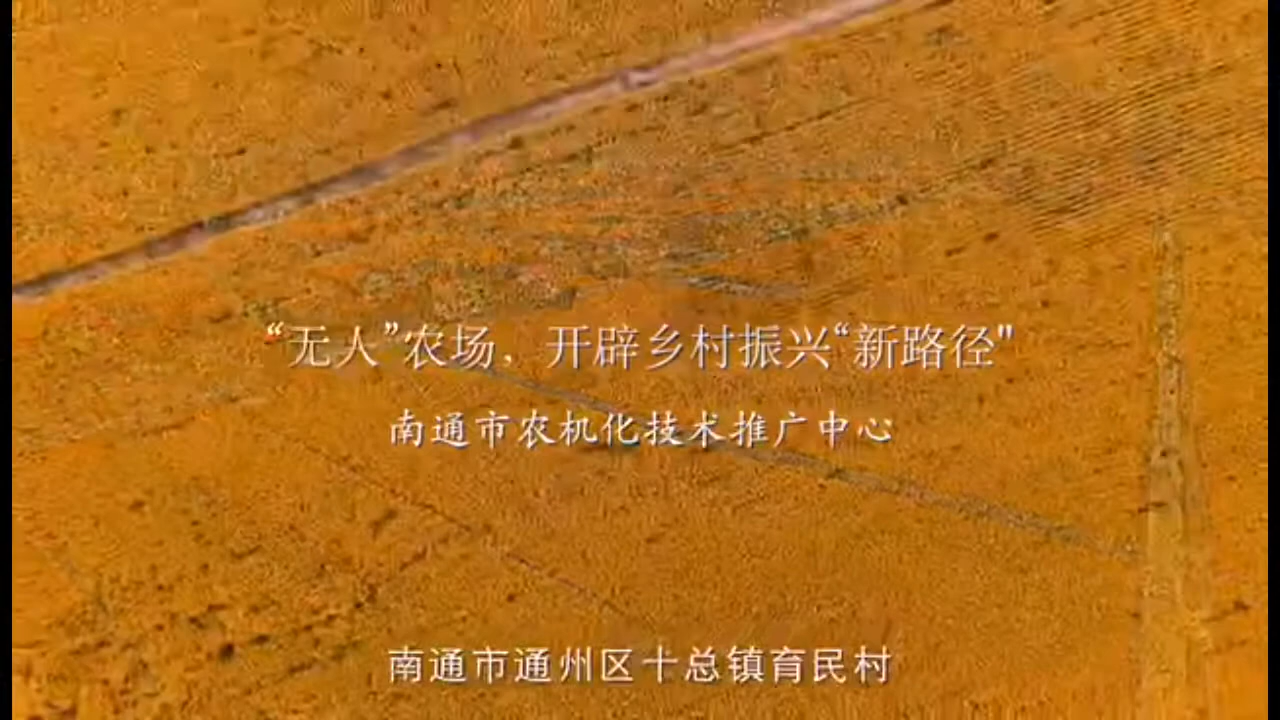 “无人”农场，开辟乡村振兴“新路径"
南通市农机化技术推广中心
南通市通州区十总镇育民村